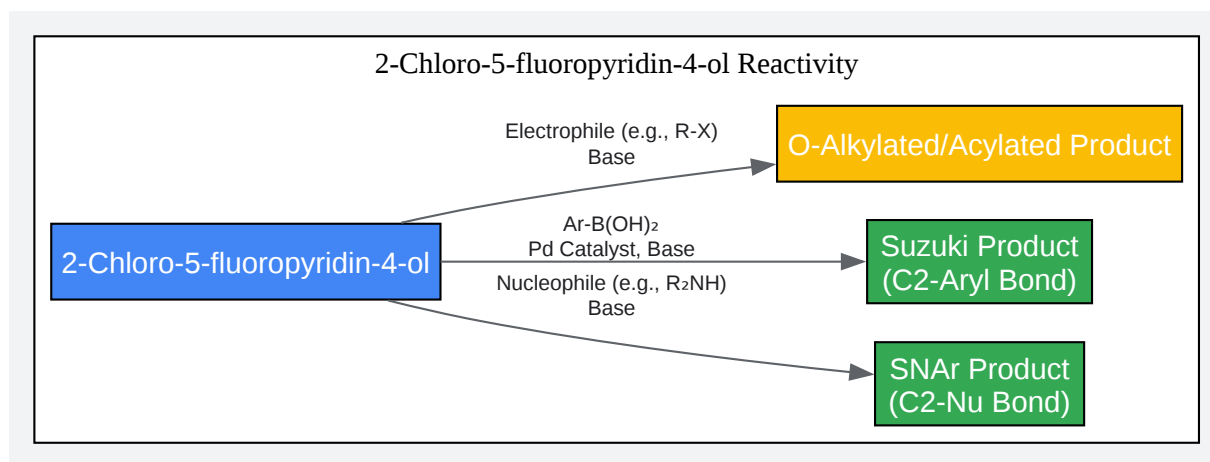 2-Chloro-5-fluoropyridin-4-ol Reactivity
Electrophile (e.g., R-X)
Base
O-Alkylated/Acylated Product
2-Chloro-5-fluoropyridin-4-ol
Ar-B(OH)₂
Pd Catalyst, Base
Suzuki Product
(C2-Aryl Bond)
Nucleophile (e.g., R₂NH)
Base
SNAr Product
(C2-Nu Bond)